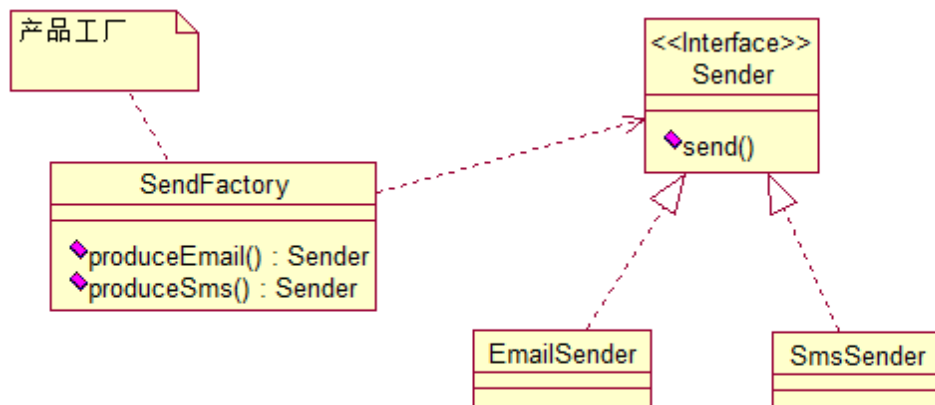 产品工厂
<<Interface>>
Sender
send()
SendFactory
produceEmail() : Sender
produceSms() : Sender
EmailSender
SmsSender